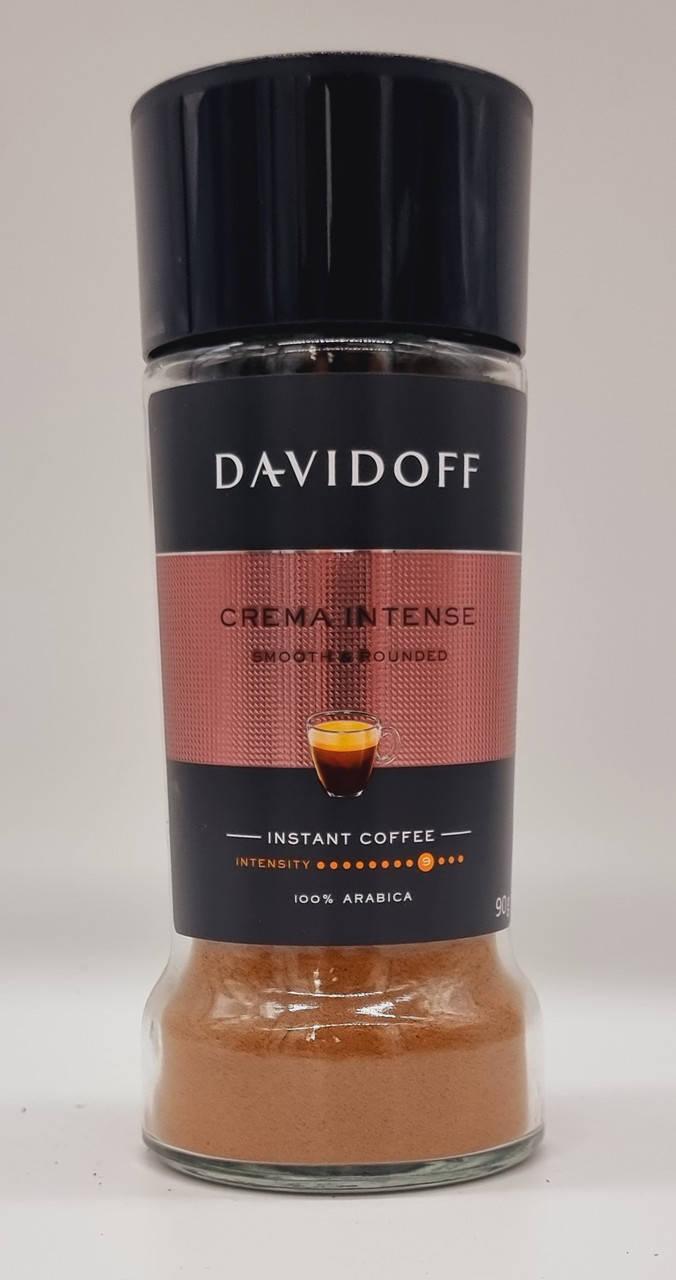 DAVIDOFF
CREMA INTENSE
SMOOTH & ROUNDED
INSTANT COFFEE
INTENSITY 9
100% ARABICA
90g